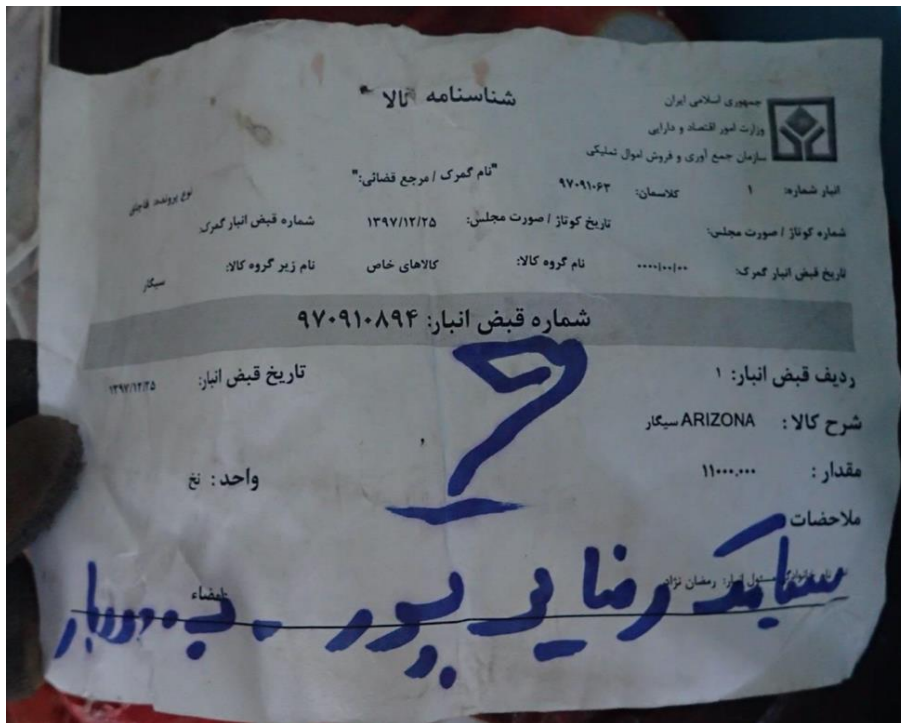 شناسنامه کالا
جمهوری اسلامی ایران
وزارت امور اقتصاد و دارایی
سازمان جمع آوری و فروش اموال تملیکی
انبار شماره: ۱ کلاسمان: ۹۷۰۹۱۰۶۳ "نام گمرک / مرجع قضائی:" نوع پرونده: قاچاق
شماره کوتاژ / صورت مجلس: تاریخ کوتاژ / صورت مجلس: ۱۳۹۷/۱۲/۲۵ شماره قبض انبار گمرک:
تاریخ قبض انبار گمرک: ۰۰۰۰/۰۰/۰۰ نام گروه کالا: کالاهای خاص نام زیر گروه کالا: سیگار
شماره قبض انبار: ۹۷۰۹۱۰۸۹۴
ردیف قبض انبار: ۱ تاریخ قبض انبار: ۱۳۹۷/۱۲/۲۵
شرح کالا : ARIZONA سیگار
مقدار : ۱۱۰۰۰.۰۰۰ واحد : نخ
ملاحضات
نام خانوادگی مسئول انبار: رمضان نژاد امضاء
سیامک رضایی پور -